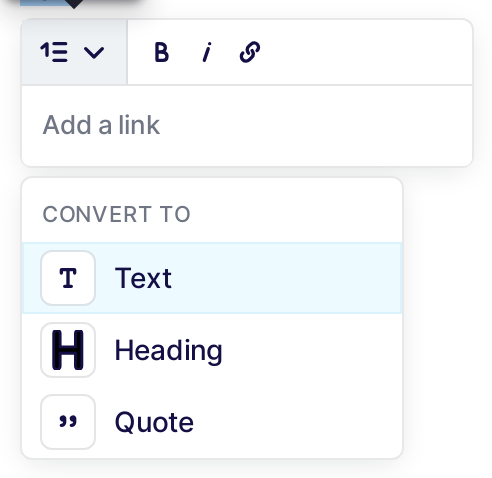 B i
Add a link
CONVERT TO
T Text
H Heading
” Quote